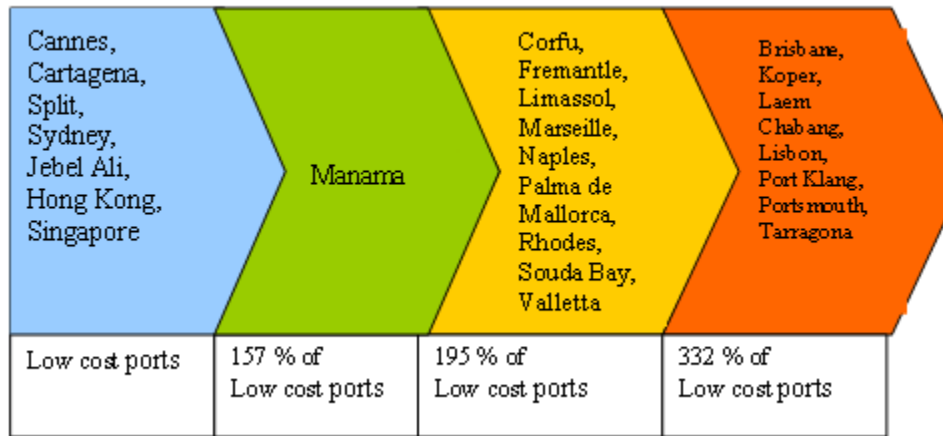 Cannes,
Cartagena,
Split,
Sydney,
Jebel Ali,
Hong Kong,
Singapore
Manama
Corfu,
Fremantle,
Limassol,
Marseille,
Naples,
Palma de
Mallorca,
Rhodes,
Souda Bay,
Valletta
Brisbane,
Koper,
Laem
Chabang,
Lisbon,
Port Klang,
Portsmouth,
Tarragona
Low cost ports
157 % of
Low cost ports
195 % of
Low cost ports
332 % of
Low cost ports